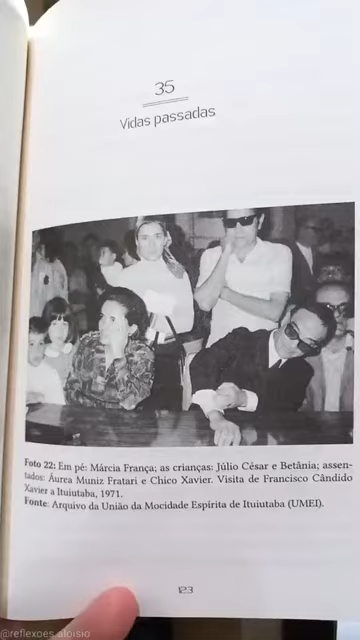 35
Vidas passadas
Foto 22: Em pé: Márcia França; as crianças: Júlio César e Betânia; assen-
tados: Áurea Muniz Fratari e Chico Xavier. Visita de Francisco Cândido
Xavier a Ituiutaba, 1971.
Fonte: Arquivo da União da Mocidade Espírita de Ituiutaba (UMEI).
123
@reflexoes.aloisio